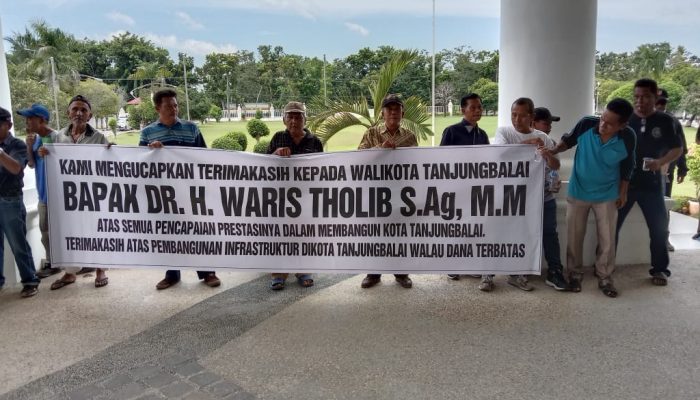 KAMI MENGUCAPKAN TERIMAKASIH KEPADA WALIKOTA TANJUNGBALAI
BAPAK DR. H. WARIS THOLIB S.Ag, M.M
ATAS SEMUA PENCAPAIAN PRESTASINYA DALAM MEMBANGUN KOTA TANJUNGBALAI.
TERIMAKASIH ATAS PEMBANGUNAN INFRASTRUKTUR DIKOTA TANJUNGBALAI WALAU DANA TERBATAS